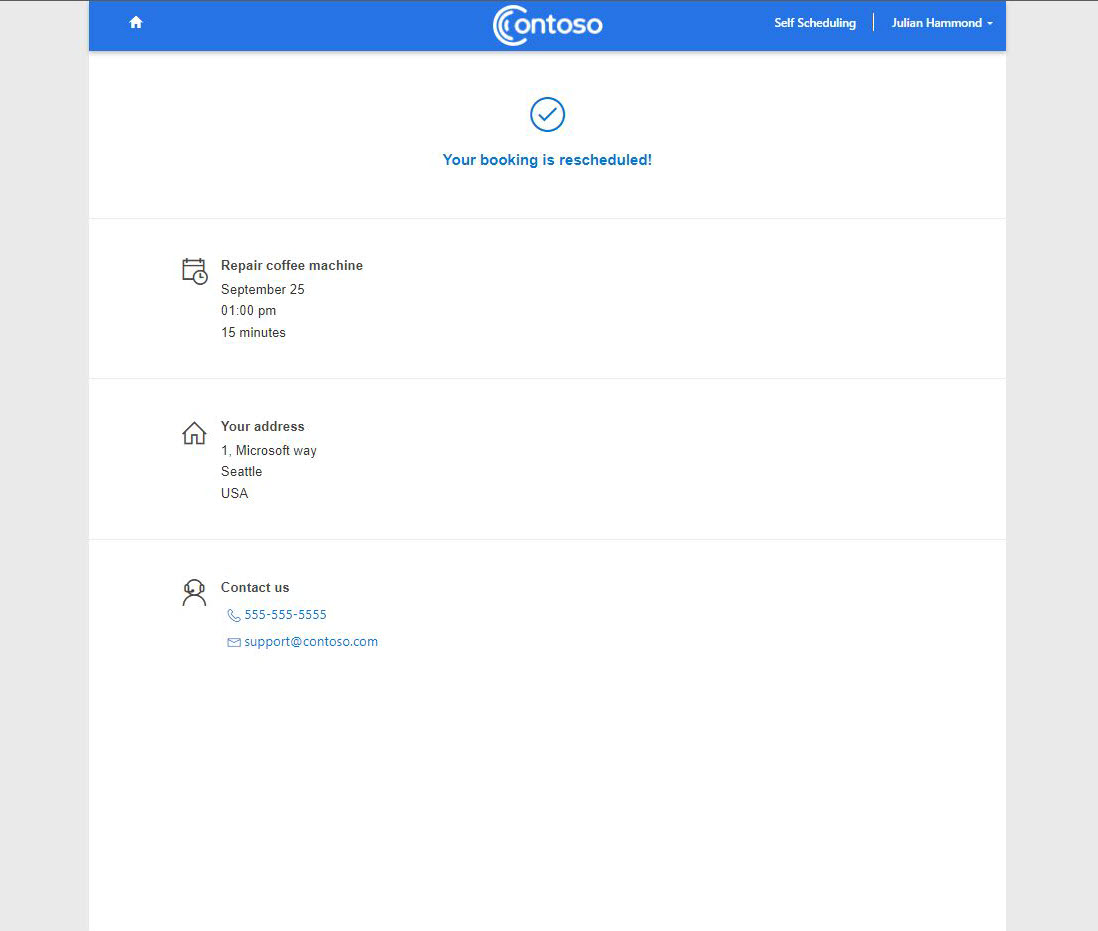 Contoso
Self Scheduling
Julian Hammond
Your booking is rescheduled!
Repair coffee machine
September 25
01:00 pm
15 minutes
Your address
1, Microsoft way
Seattle
USA
Contact us
555-555-5555
support@contoso.com